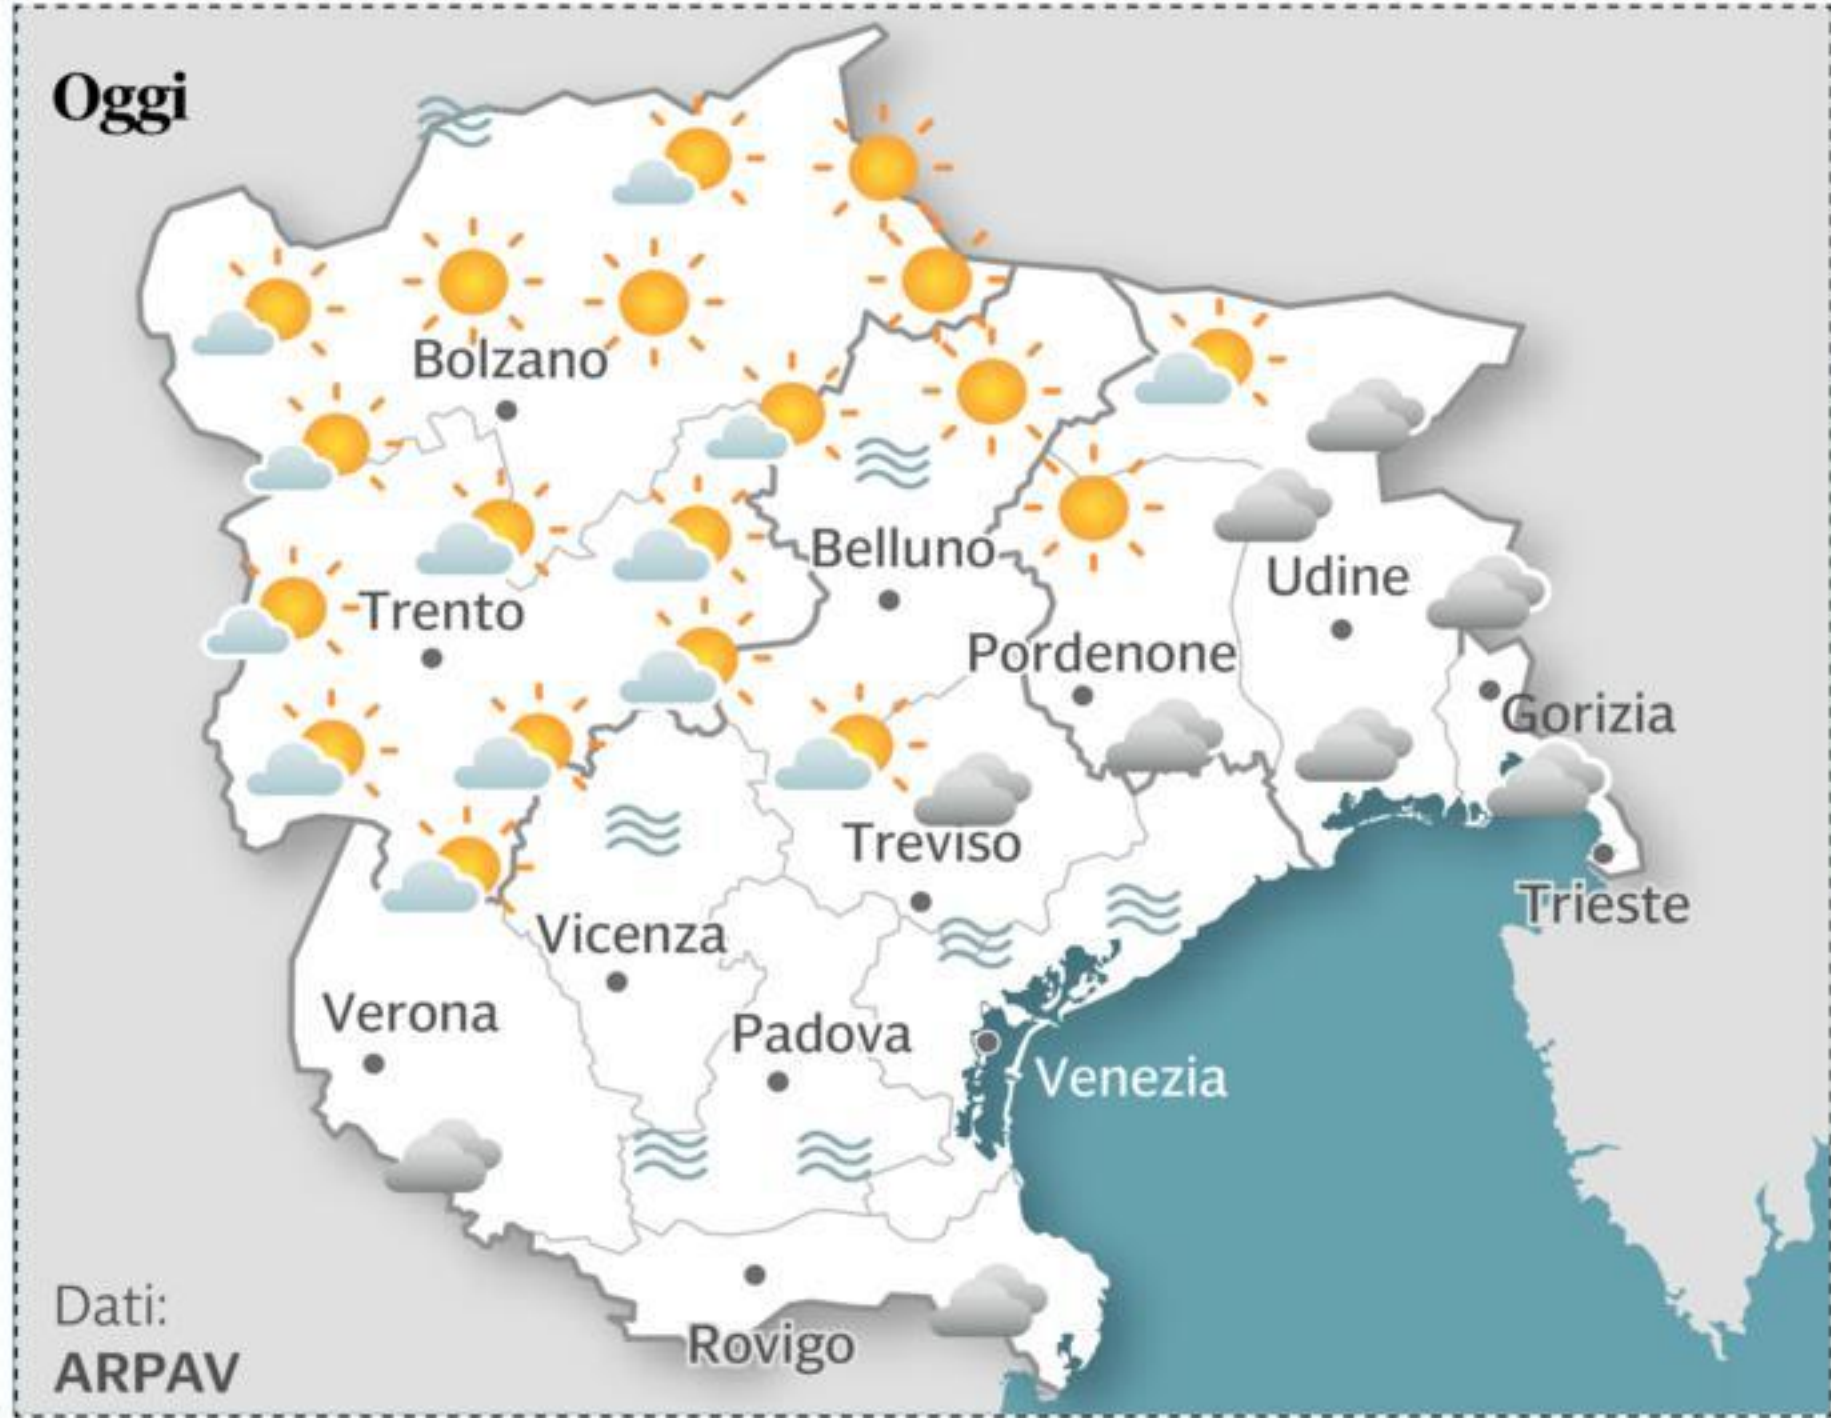 Oggi
Bolzano
Belluno
Udine
Trento
Pordenone
Gorizia
Treviso
Trieste
Vicenza
Verona
Padova
Venezia
Rovigo
Dati:
ARPAV